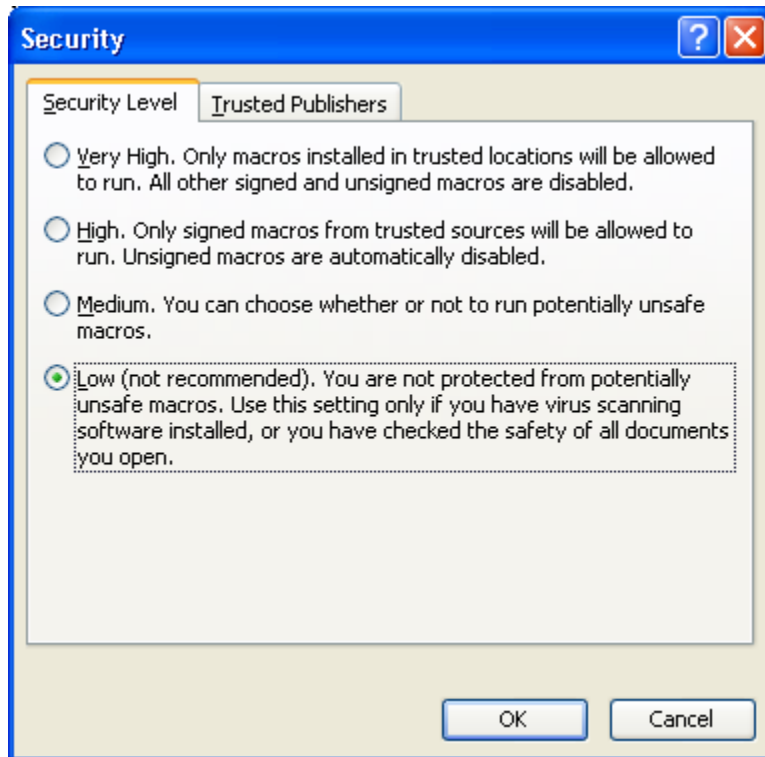 Security
Security Level
Trusted Publishers
Very High. Only macros installed in trusted locations will be allowed
to run. All other signed and unsigned macros are disabled.
High. Only signed macros from trusted sources will be allowed to
run. Unsigned macros are automatically disabled.
Medium. You can choose whether or not to run potentially unsafe
macros.
Low (not recommended). You are not protected from potentially
unsafe macros. Use this setting only if you have virus scanning
software installed, or you have checked the safety of all documents
you open.
OK
Cancel